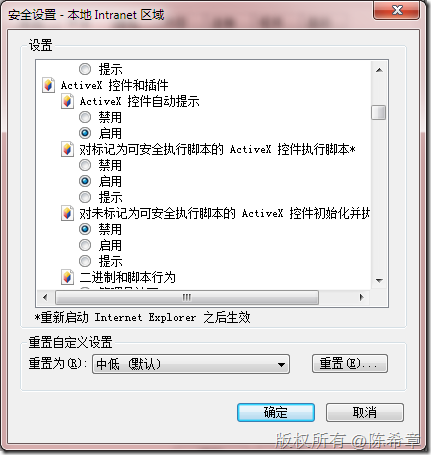 安全设置 - 本地 Intranet 区域
设置
提示
ActiveX 控件和插件
ActiveX 控件自动提示
禁用
启用
对标记为可安全执行脚本的 ActiveX 控件执行脚本*
禁用
启用
提示
对未标记为可安全执行脚本的 ActiveX 控件初始化并执
禁用
启用
提示
二进制和脚本行为
*重新启动 Internet Explorer 之后生效
重置自定义设置
重置为(R): 中低 (默认) 重置(E)...
确定 取消
版权所有 @陈希章